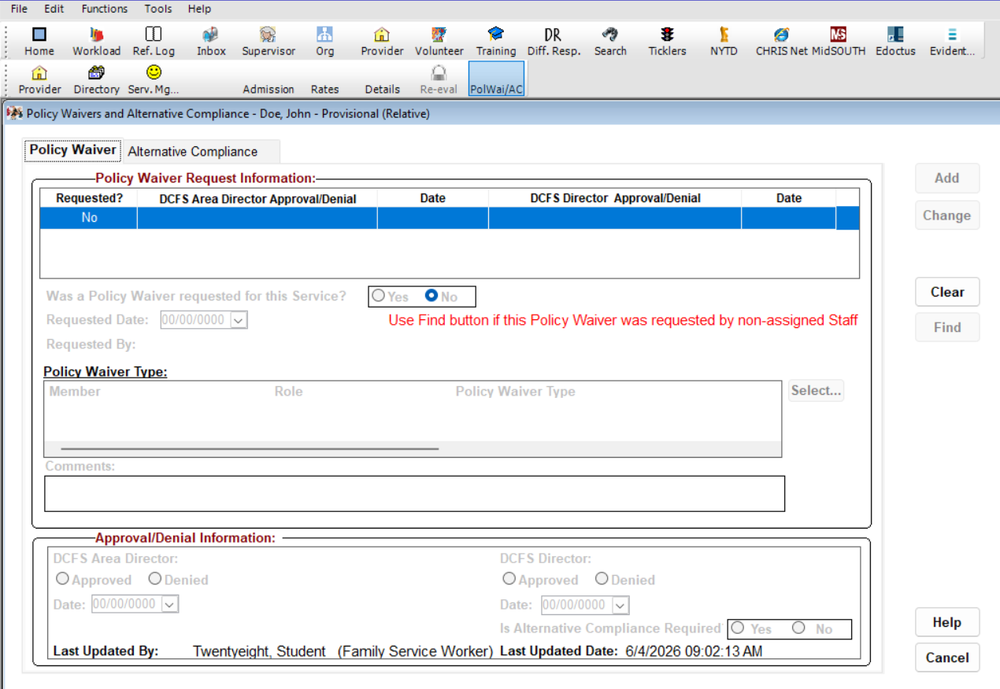 File Edit Functions Tools Help
Home Workload Ref. Log Inbox Supervisor Org Provider Volunteer Training Diff. Resp. Search Ticklers NYTD CHRIS Net MidSOUTH Edoctus Evident...
Provider Directory Serv. Mg... Admission Rates Details Re-eval PolWai/AC
Policy Waivers and Alternative Compliance - Doe, John - Provisional (Relative)
Policy Waiver Alternative Compliance
Policy Waiver Request Information:
Requested? DCFS Area Director Approval/Denial Date DCFS Director Approval/Denial Date
No
Was a Policy Waiver requested for this Service? Yes No
Requested Date: 00/00/0000
Use Find button if this Policy Waiver was requested by non-assigned Staff
Requested By:
Policy Waiver Type:
Member Role Policy Waiver Type
Select...
Comments:
Approval/Denial Information:
DCFS Area Director: DCFS Director:
Approved Denied Approved Denied
Date: 00/00/0000 Date: 00/00/0000
Is Alternative Compliance Required Yes No
Last Updated By: Twentyeight, Student (Family Service Worker) Last Updated Date: 6/4/2026 09:02:13 AM
Add
Change
Clear
Find
Help
Cancel